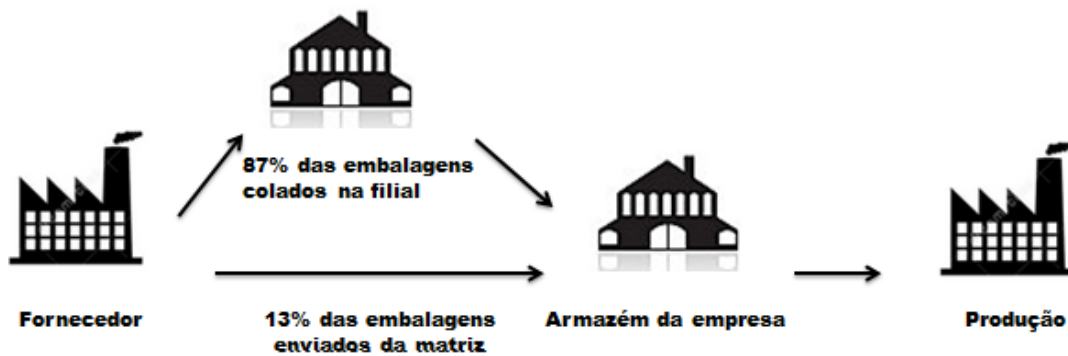 87% das embalagens
colados na filial
Fornecedor
13% das embalagens
enviados da matriz
Armazém da empresa
Produção